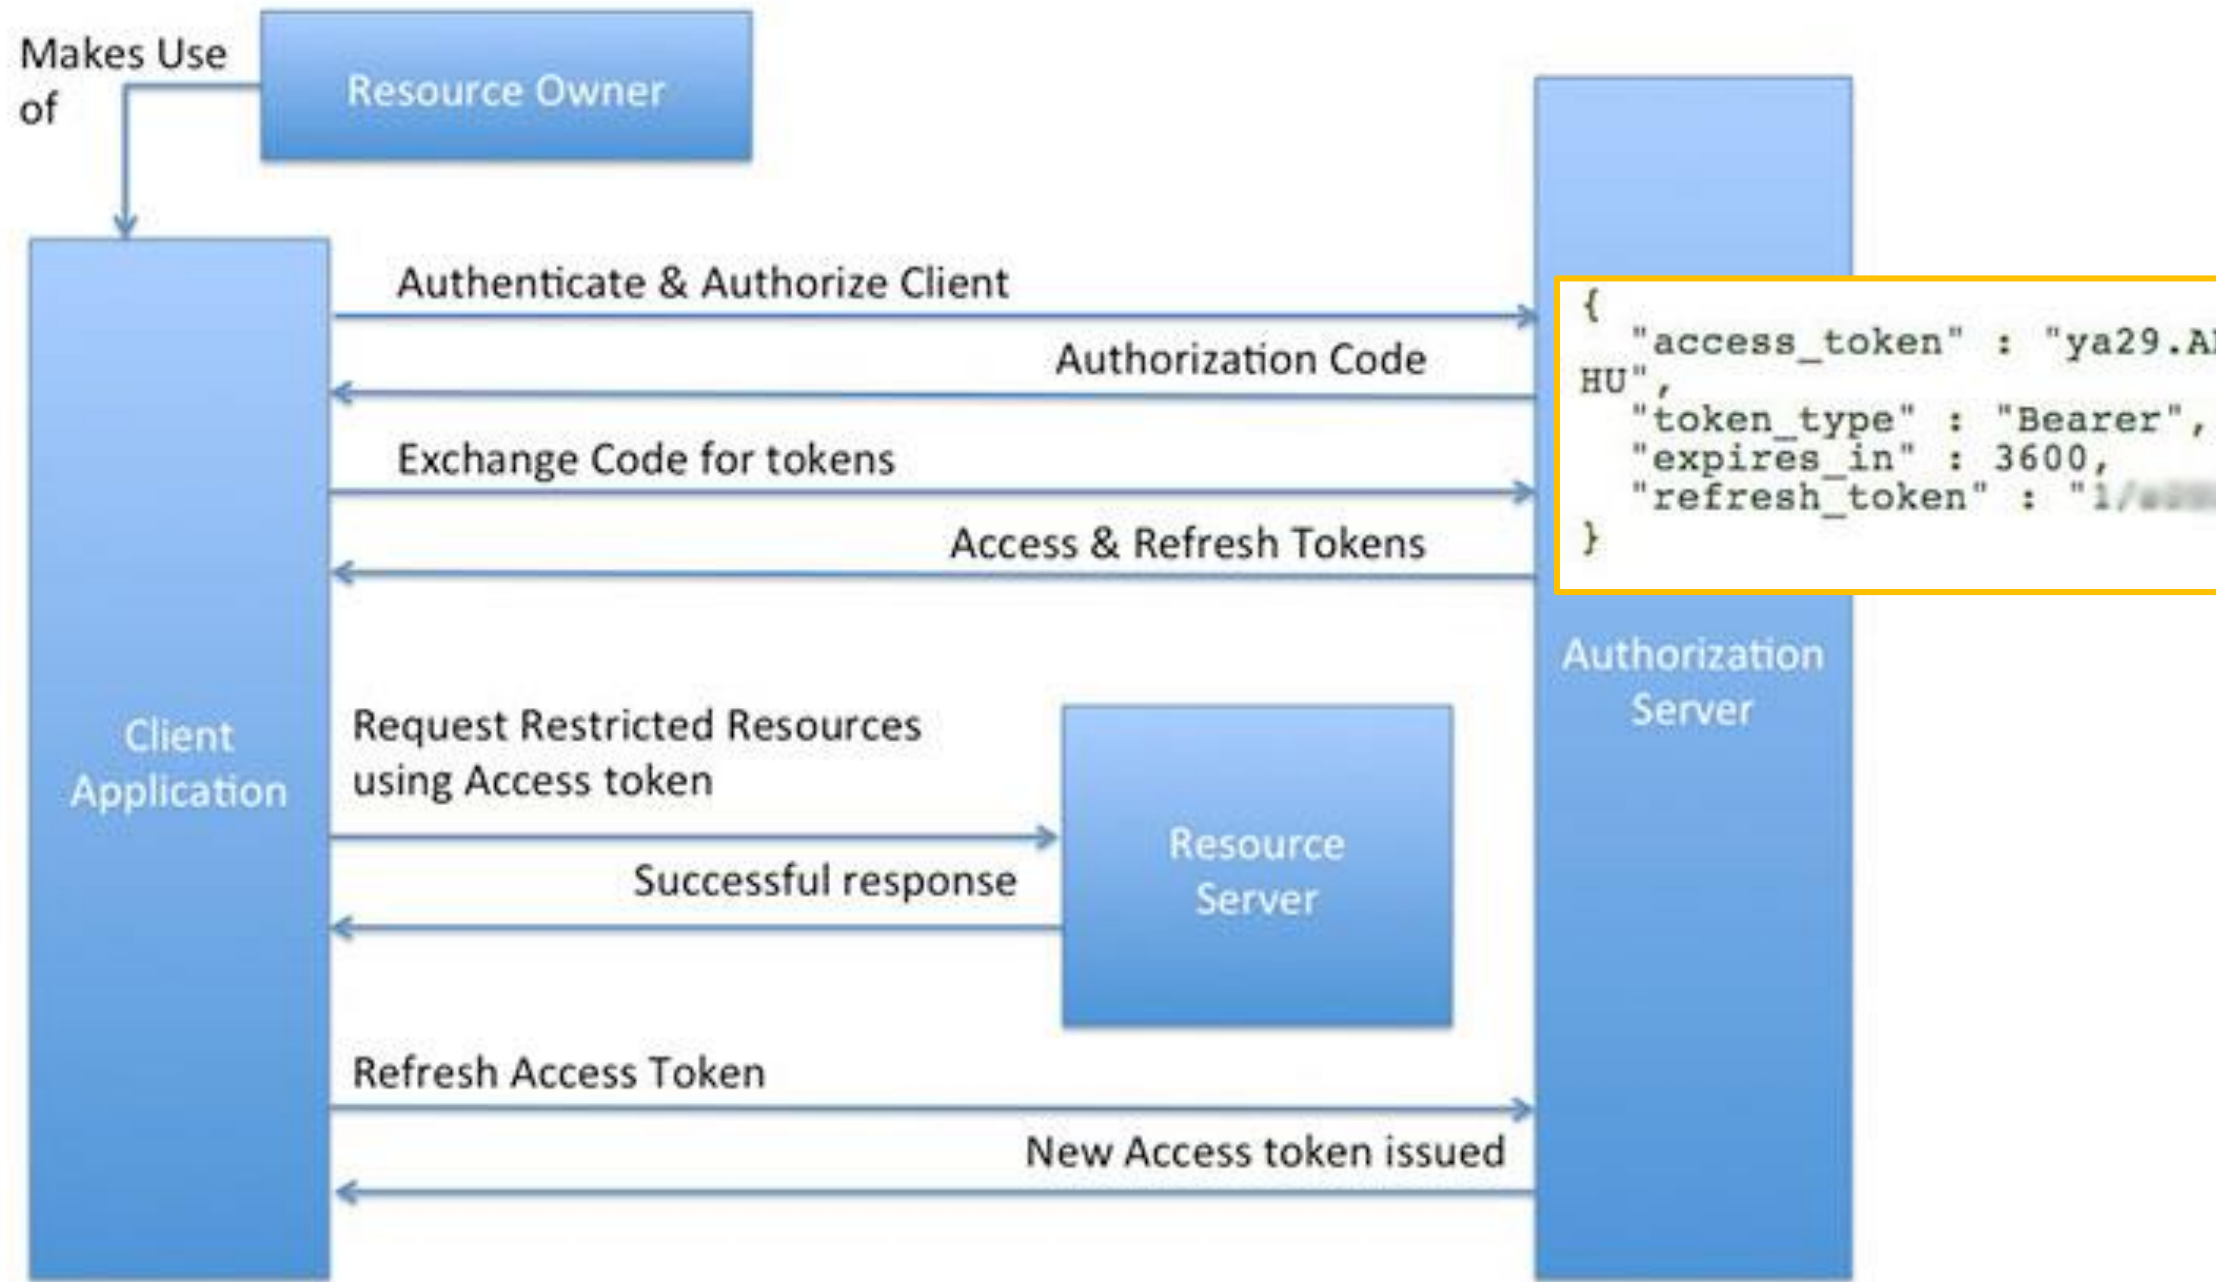 Makes Use
of
Resource Owner
Authenticate & Authorize Client
Authorization Code
Exchange Code for tokens
Access & Refresh Tokens
{
"access_token" : "ya29.A
HU",
"token_type" : "Bearer",
"expires_in" : 3600,
"refresh_token" : "1/
}
Authorization
Server
Client
Application
Request Restricted Resources
using Access token
Resource
Server
Successful response
Refresh Access Token
New Access token issued